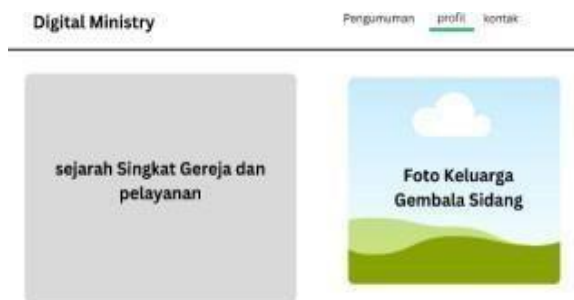 Digital Ministry
Pengumuman profil kontak
sejarah Singkat Gereja dan
pelayanan
Foto Keluarga
Gembala Sidang